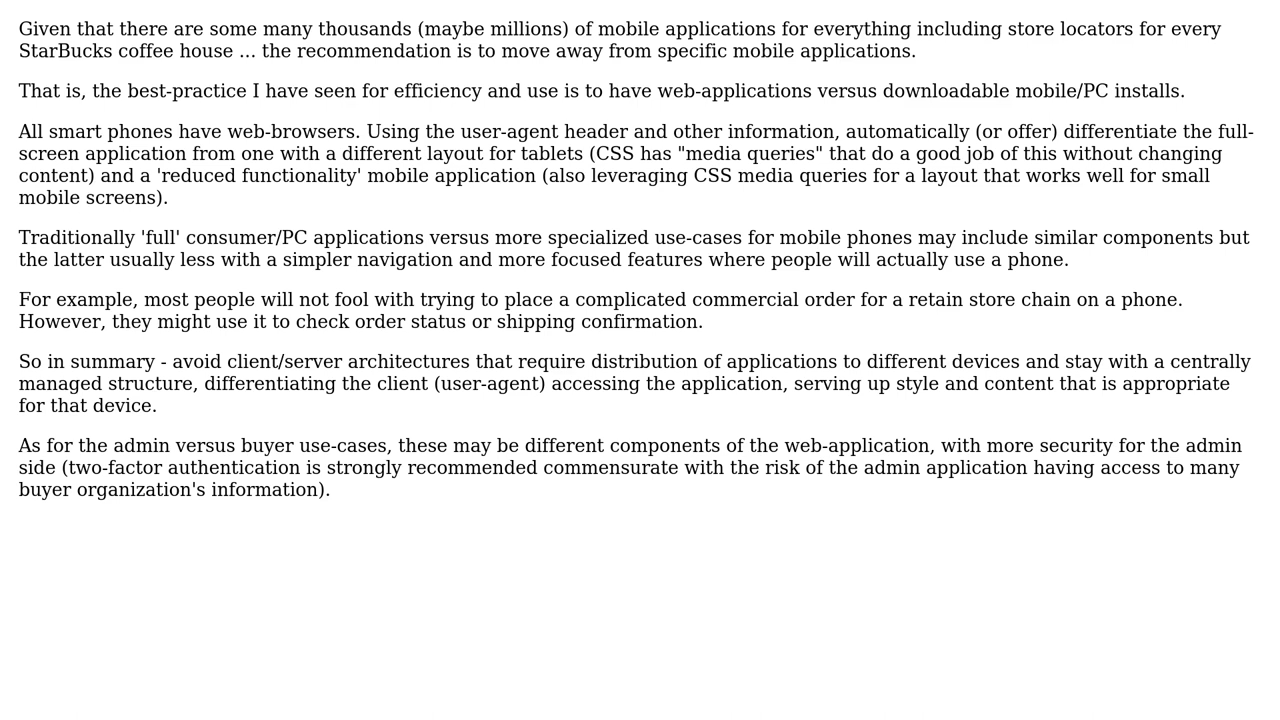 Given that there are some many thousands (maybe millions) of mobile applications for everything including store locators for every
StarBucks coffee house ... the recommendation is to move away from specific mobile applications.
That is, the best-practice I have seen for efficiency and use is to have web-applications versus downloadable mobile/PC installs.
All smart phones have web-browsers. Using the user-agent header and other information, automatically (or offer) differentiate the full-
screen application from one with a different layout for tablets (CSS has "media queries" that do a good job of this without changing
content) and a 'reduced functionality' mobile application (also leveraging CSS media queries for a layout that works well for small
mobile screens).
Traditionally 'full' consumer/PC applications versus more specialized use-cases for mobile phones may include similar components but
the latter usually less with a simpler navigation and more focused features where people will actually use a phone.
For example, most people will not fool with trying to place a complicated commercial order for a retain store chain on a phone.
However, they might use it to check order status or shipping confirmation.
So in summary - avoid client/server architectures that require distribution of applications to different devices and stay with a centrally
managed structure, differentiating the client (user-agent) accessing the application, serving up style and content that is appropriate
for that device.
As for the admin versus buyer use-cases, these may be different components of the web-application, with more security for the admin
side (two-factor authentication is strongly recommended commensurate with the risk of the admin application having access to many
buyer organization's information).